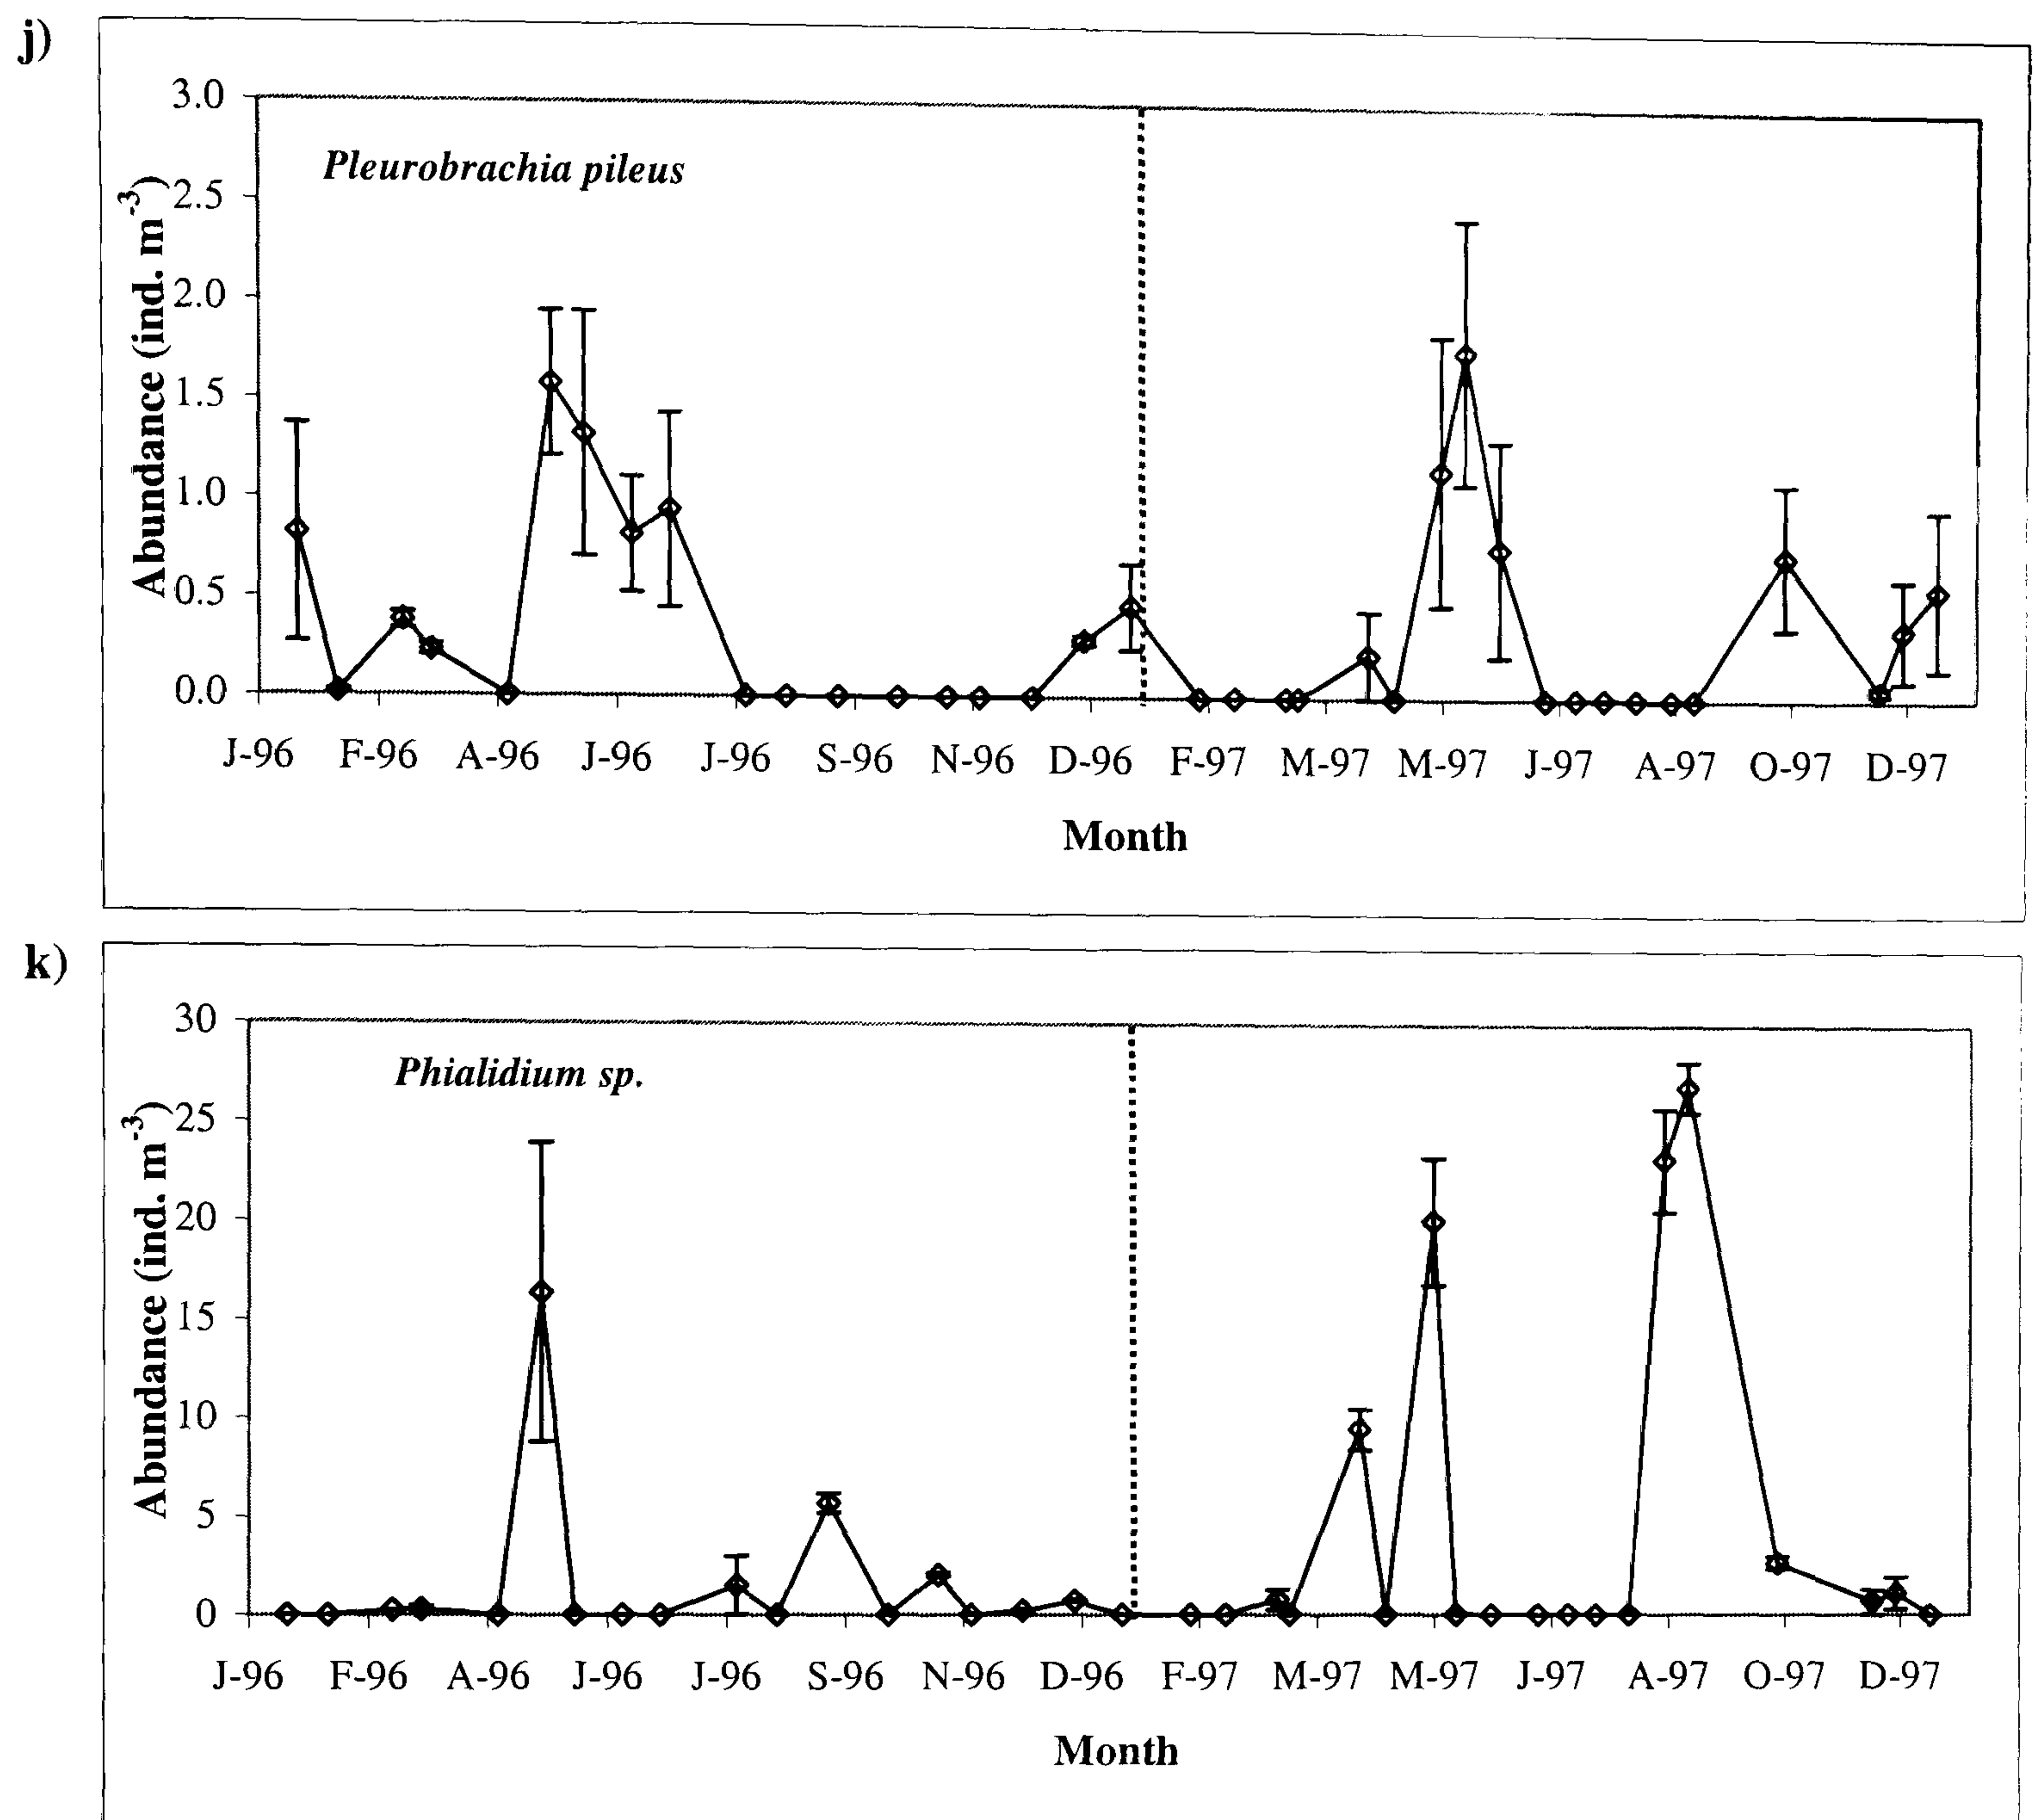 j)
3.0
2.5
2.0
1.5
1.0
0.5
0.0
Abundance (ind. m-3)
Pleurobrachia pileus
J-96 F-96 A-96 J-96 J-96 S-96 N-96 D-96 F-97 M-97 M-97 J-97 A-97 O-97 D-97
Month
k)
30
25
20
15
10
5
0
Abundance (ind. m-3)
Phialidium sp.
J-96 F-96 A-96 J-96 J-96 S-96 N-96 D-96 F-97 M-97 M-97 J-97 A-97 O-97 D-97
Month